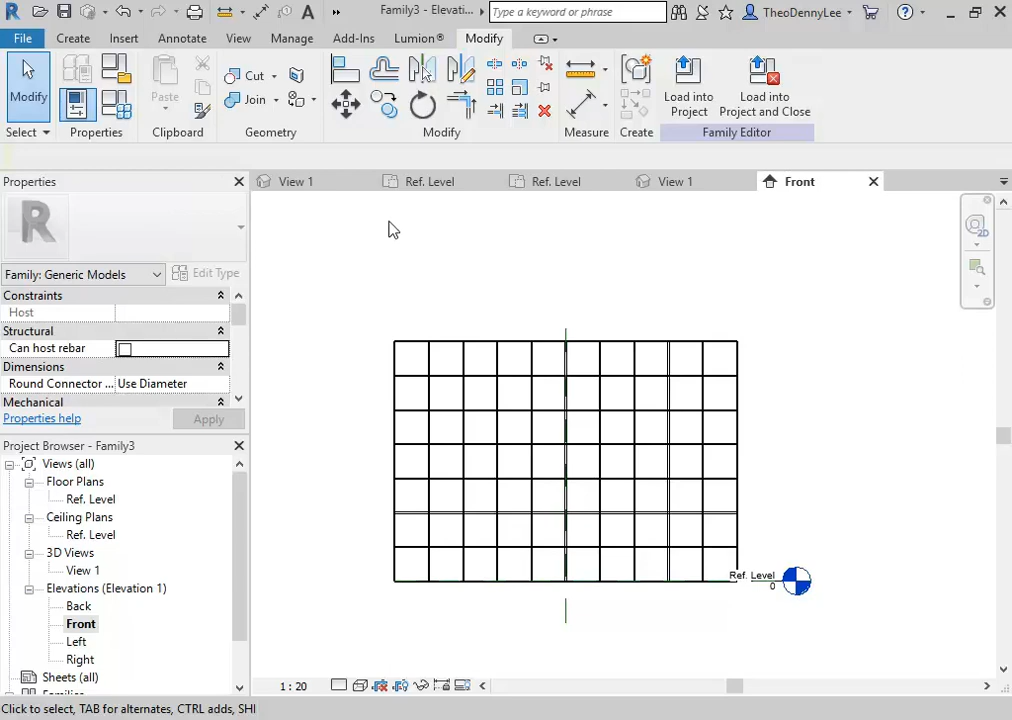 Family3 - Elevati...
Type a keyword or phrase
TheoDennyLee
File
Create
Insert
Annotate
View
Manage
Add-Ins
Lumion®
Modify
Modify
Paste
Cut
Join
Load into
Project
Load into
Project and Close
Select
Properties
Clipboard
Geometry
Modify
Measure
Create
Family Editor
Properties
View 1
Ref. Level
Ref. Level
View 1
Front
Family: Generic Models
Edit Type
Constraints
Host
Structural
Can host rebar
Dimensions
Round Connector ...
Use Diameter
Mechanical
Properties help
Apply
Project Browser - Family3
Views (all)
Floor Plans
Ref. Level
Ceiling Plans
Ref. Level
3D Views
View 1
Elevations (Elevation 1)
Back
Front
Left
Right
Sheets (all)
Families
Ref. Level
0
2D
1 : 20
Click to select, TAB for alternates, CTRL adds, SHI